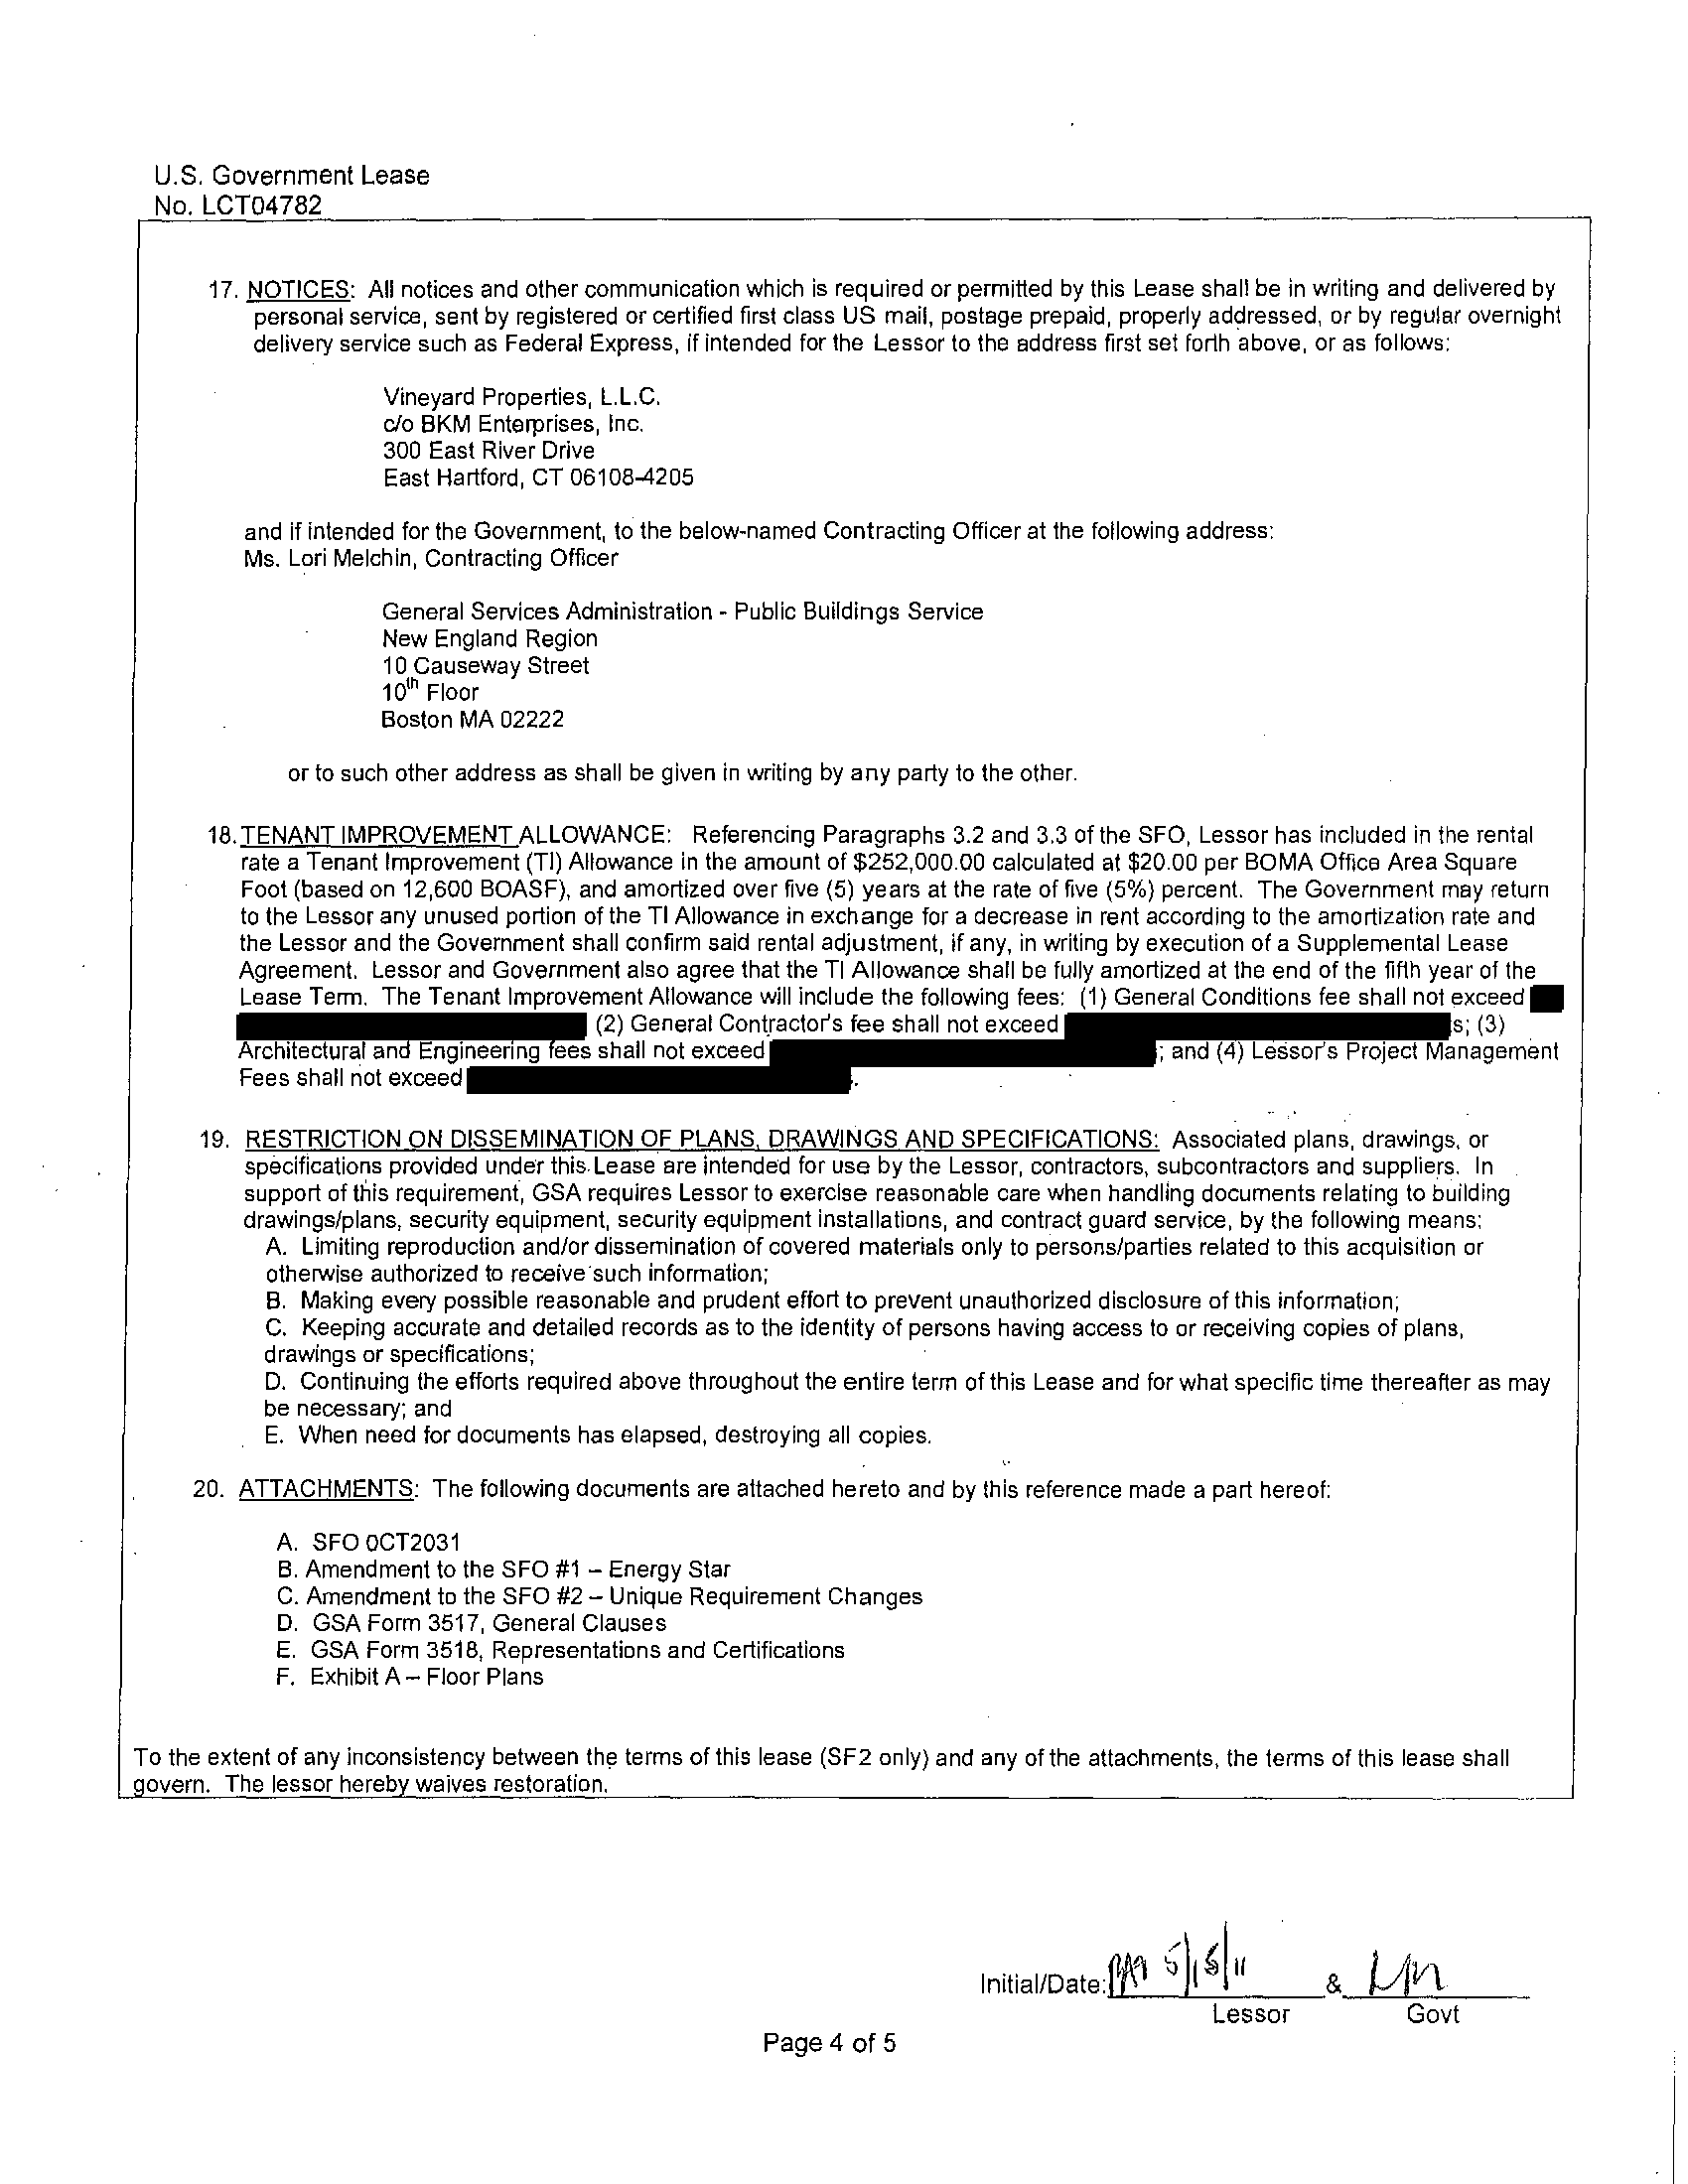 U.S. Government Lease
No. LCT04782
17. NOTICES: All notices and other communication which is required or permitted by this Lease shall be in writing and delivered by
personal service, sent by registered or certified first class US mail, postage prepaid, properly addressed, or by regular overnight
delivery service such as Federal Express, if intended for the Lessor to the address first set forth above, or as follows:
Vineyard Properties, L.L.C.
c/o BKM Enterprises, Inc.
300 East River Drive
East Hartford, CT 06108-4205
and if intended for the Government, to the below-named Contracting Officer at the following address:
Ms. Lori Melchin, Contracting Officer
General Services Administration - Public Buildings Service
New England Region
10 Causeway Street
10th Floor
Boston MA 02222
or to such other address as shall be given in writing by any party to the other.
18. TENANT IMPROVEMENT ALLOWANCE: Referencing Paragraphs 3.2 and 3.3 of the SFO, Lessor has included in the rental
rate a Tenant Improvement (TI) Allowance in the amount of $252,000.00 calculated at $20.00 per BOMA Office Area Square
Foot (based on 12,600 BOASF), and amortized over five (5) years at the rate of five (5%) percent. The Government may return
to the Lessor any unused portion of the TI Allowance in exchange for a decrease in rent according to the amortization rate and
the Lessor and the Government shall confirm said rental adjustment, if any, in writing by execution of a Supplemental Lease
Agreement. Lessor and Government also agree that the TI Allowance shall be fully amortized at the end of the fifth year of the
Lease Term. The Tenant Improvement Allowance will include the following fees: (1) General Conditions fee shall not exceed
(2) General Contractor's fee shall not exceed s; (3)
Architectural and Engineering fees shall not exceed ; and (4) Lessor's Project Management
Fees shall not exceed .
19. RESTRICTION ON DISSEMINATION OF PLANS, DRAWINGS AND SPECIFICATIONS: Associated plans, drawings, or
specifications provided under this Lease are intended for use by the Lessor, contractors, subcontractors and suppliers. In
support of this requirement, GSA requires Lessor to exercise reasonable care when handling documents relating to building
drawings/plans, security equipment, security equipment installations, and contract guard service, by the following means:
A. Limiting reproduction and/or dissemination of covered materials only to persons/parties related to this acquisition or
otherwise authorized to receive such information;
B. Making every possible reasonable and prudent effort to prevent unauthorized disclosure of this information;
C. Keeping accurate and detailed records as to the identity of persons having access to or receiving copies of plans,
drawings or specifications;
D. Continuing the efforts required above throughout the entire term of this Lease and for what specific time thereafter as may
be necessary; and
E. When need for documents has elapsed, destroying all copies.
20. ATTACHMENTS: The following documents are attached hereto and by this reference made a part hereof:
A. SFO 0CT2031
B. Amendment to the SFO #1 – Energy Star
C. Amendment to the SFO #2 – Unique Requirement Changes
D. GSA Form 3517, General Clauses
E. GSA Form 3518, Representations and Certifications
F. Exhibit A – Floor Plans
To the extent of any inconsistency between the terms of this lease (SF2 only) and any of the attachments, the terms of this lease shall
govern. The lessor hereby waives restoration.
Initial/Date: & LM
Lessor Govt
Page 4 of 5